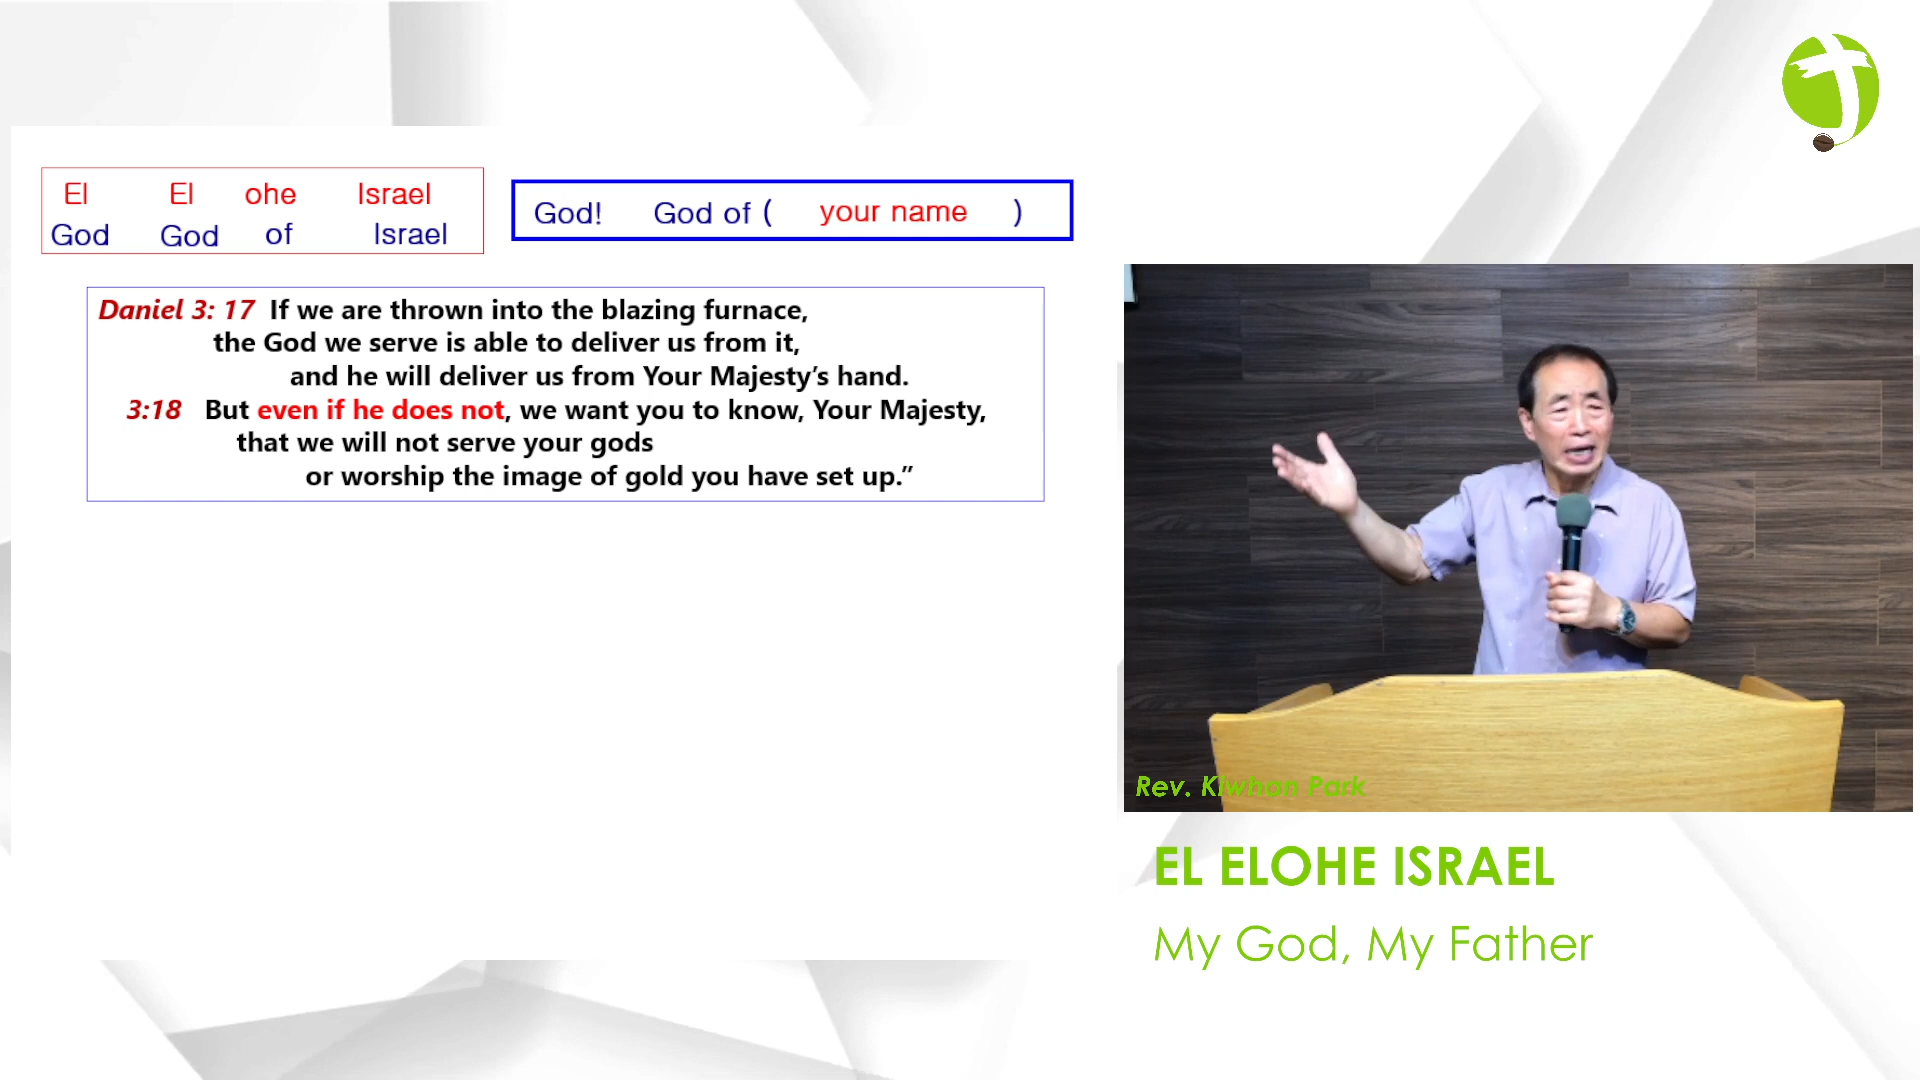 El El ohe Israel
God God of Israel
God! God of ( your name )
Daniel 3: 17 If we are thrown into the blazing furnace,
the God we serve is able to deliver us from it,
and he will deliver us from Your Majesty’s hand.
3:18 But even if he does not, we want you to know, Your Majesty,
that we will not serve your gods
or worship the image of gold you have set up.”
Rev. Kiwhan Park
EL ELOHE ISRAEL
My God, My Father